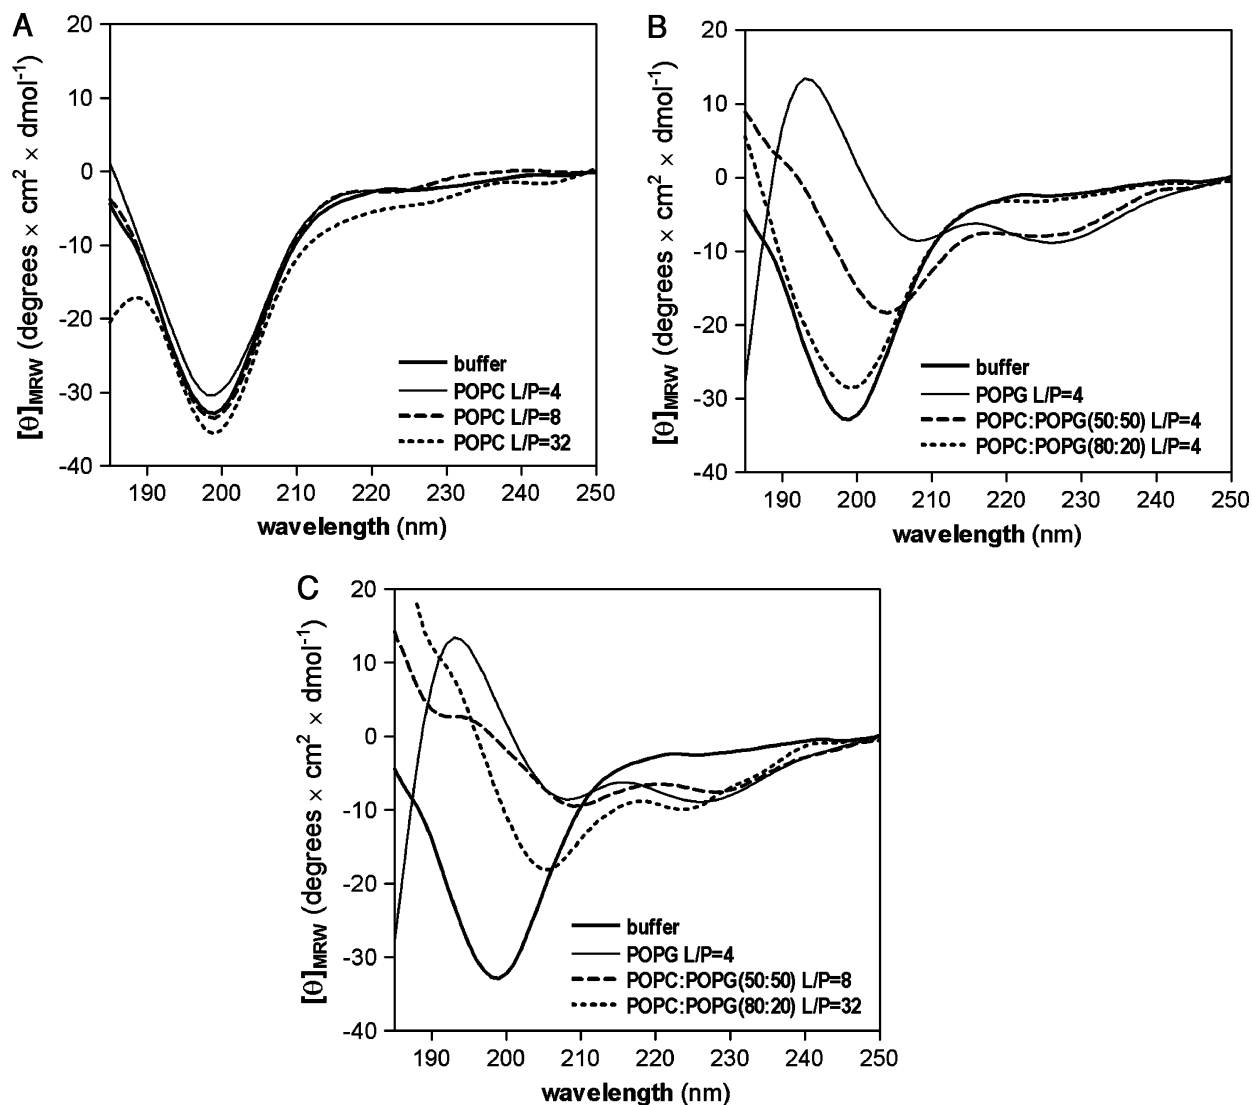 A
[θ]MRW (degrees × cm² × dmol⁻¹)
20
10
0
-10
-20
-30
-40
buffer
POPC L/P=4
POPC L/P=8
POPC L/P=32
190 200 210 220 230 240 250
wavelength (nm)
B
[θ]MRW (degrees × cm² × dmol⁻¹)
20
10
0
-10
-20
-30
-40
buffer
POPG L/P=4
POPC:POPG(50:50) L/P=4
POPC:POPG(80:20) L/P=4
190 200 210 220 230 240 250
wavelength (nm)
C
[θ]MRW (degrees × cm² × dmol⁻¹)
20
10
0
-10
-20
-30
-40
buffer
POPG L/P=4
POPC:POPG(50:50) L/P=8
POPC:POPG(80:20) L/P=32
190 200 210 220 230 240 250
wavelength (nm)